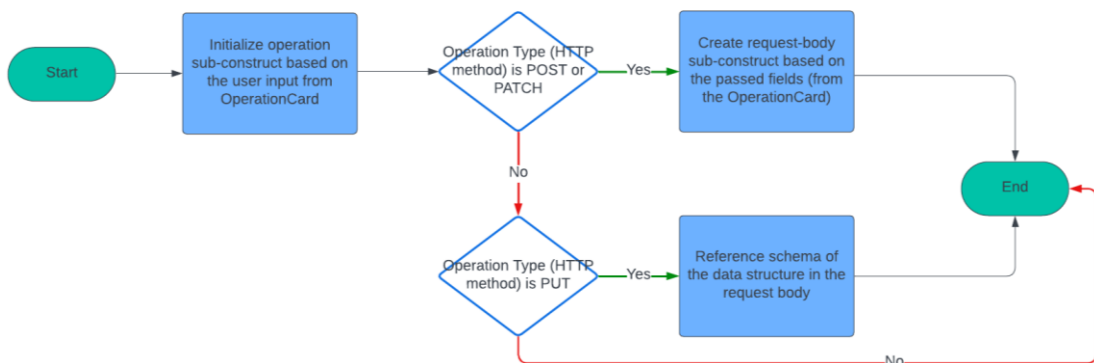 Start
Initialize operation
sub-construct based on
the user input from
OperationCard
Operation Type (HTTP
method) is POST or
PATCH
Yes
Create request-body
sub-construct based on
the passed fields (from
the OperationCard)
No
End
Operation Type (HTTP
method) is PUT
Yes
Reference schema of
the data structure in the
request body
No